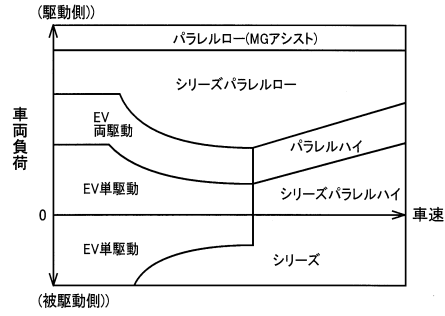 (駆動側))
パラレルロー(MGアシスト)
シリーズパラレルロー
EV
両駆動
車両負荷
パラレルハイ
EV単駆動
シリーズパラレルハイ
0
車速
EV単駆動
シリーズ
(被駆動側))